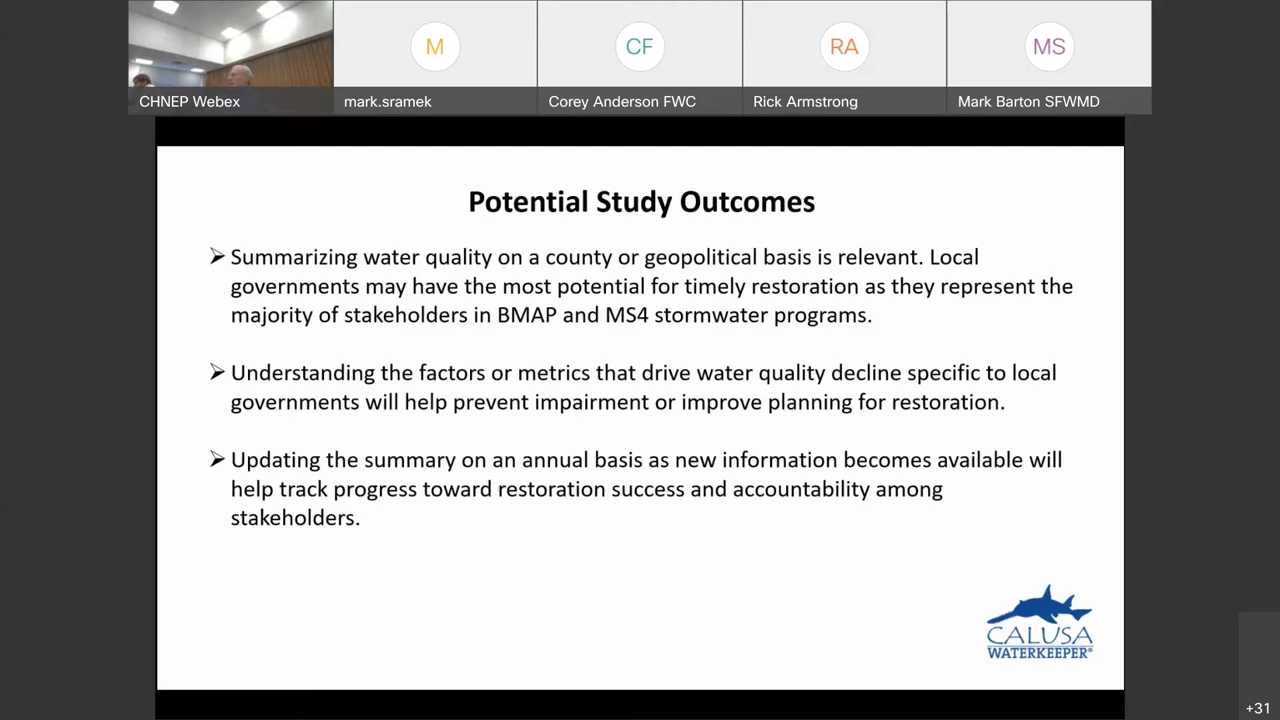 M
CF
RA
MS
CHNEP Webex
mark.sramek
Corey Anderson FWC
Rick Armstrong
Mark Barton SFWMD
Potential Study Outcomes
➢ Summarizing water quality on a county or geopolitical basis is relevant. Local
governments may have the most potential for timely restoration as they represent the
majority of stakeholders in BMAP and MS4 stormwater programs.
➢ Understanding the factors or metrics that drive water quality decline specific to local
governments will help prevent impairment or improve planning for restoration.
➢ Updating the summary on an annual basis as new information becomes available will
help track progress toward restoration success and accountability among
stakeholders.
CALUSA
WATERKEEPER®
+31